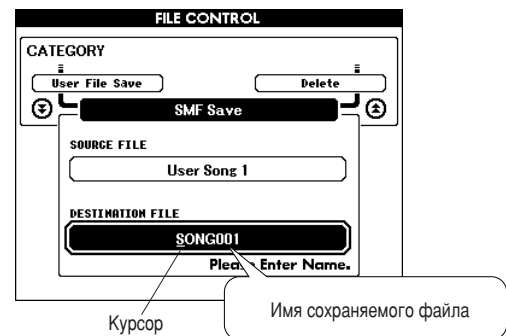 FILE CONTROL
CATEGORY
User File Save
Delete
SMF Save
SOURCE FILE
User Song 1
DESTINATION FILE
SONG001
Please Enter Name.
Курсор
Имя сохраняемого файла